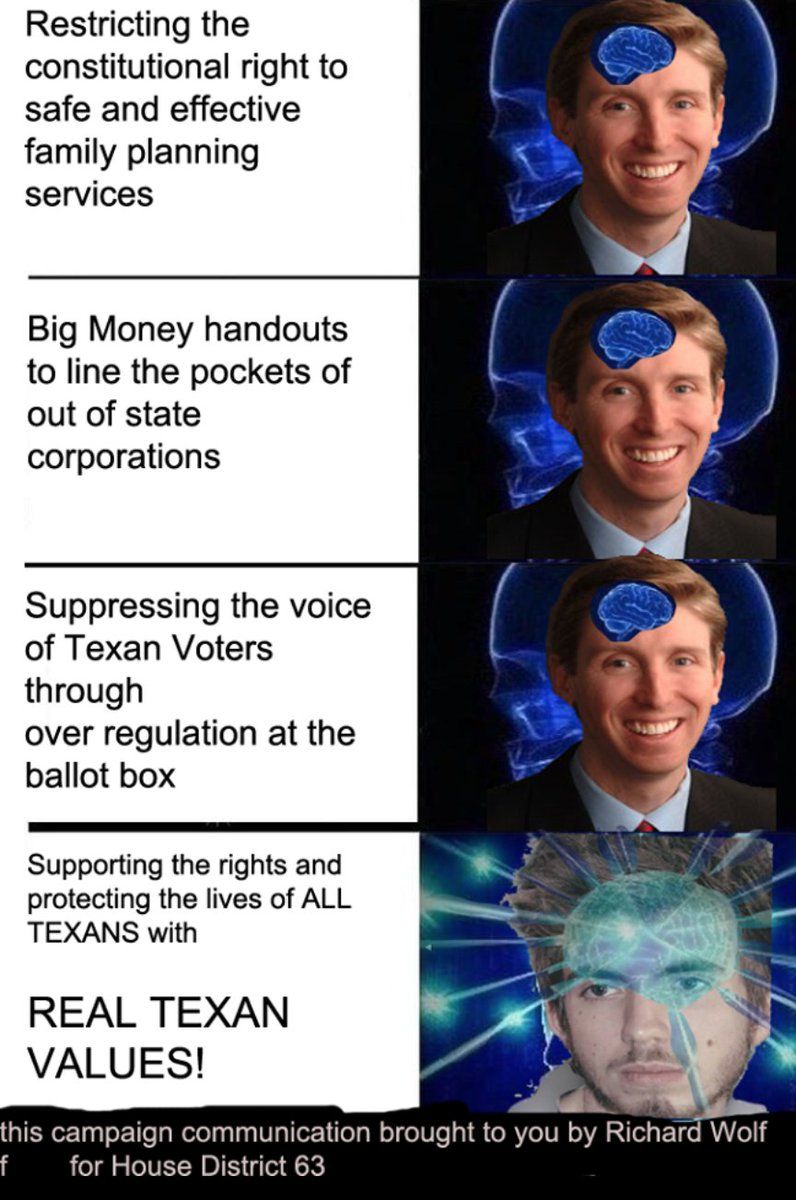 Restricting the
constitutional right to
safe and effective
family planning
services
Big Money handouts
to line the pockets of
out of state
corporations
Suppressing the voice
of Texan Voters
through
over regulation at the
ballot box
Supporting the rights and
protecting the lives of ALL
TEXANS with
REAL TEXAN
VALUES!
this campaign communication brought to you by Richard Wolf
f for House District 63